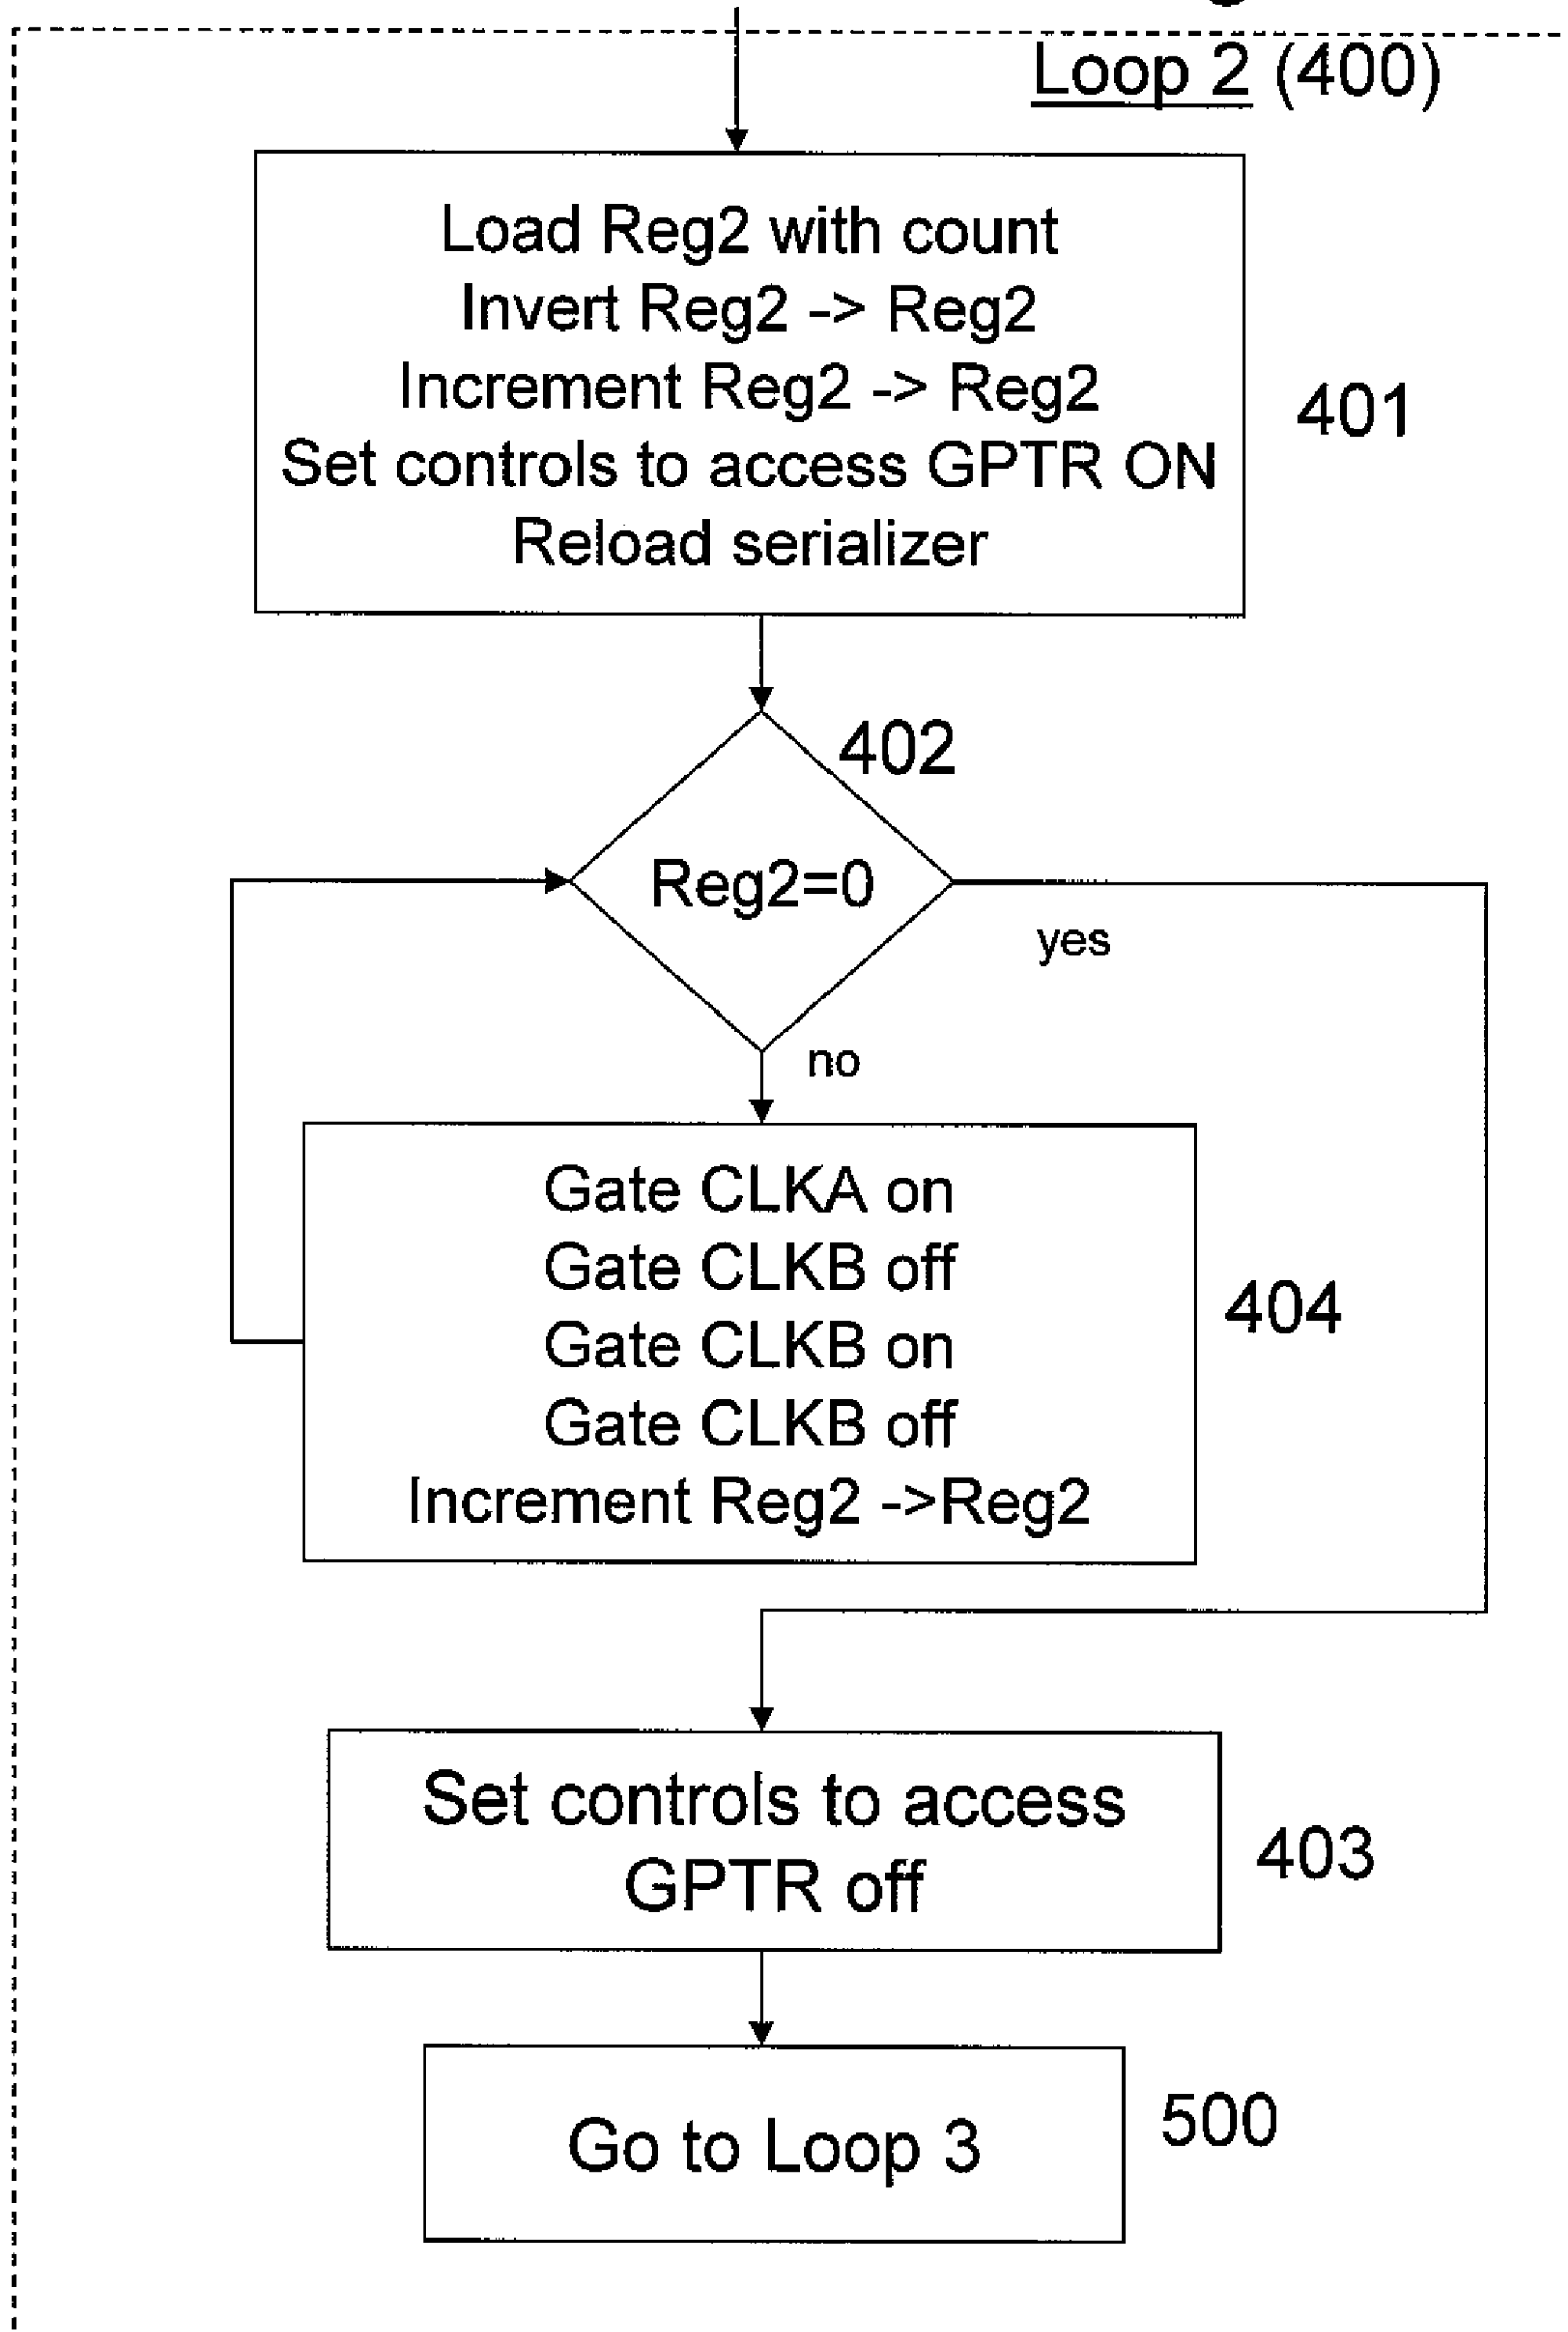 Loop 2 (400)
Load Reg2 with count
Invert Reg2 -> Reg2
Increment Reg2 -> Reg2
Set controls to access GPTR ON
Reload serializer
401
402
Reg2=0
yes
no
Gate CLKA on
Gate CLKB off
Gate CLKB on
Gate CLKB off
Increment Reg2 ->Reg2
404
Set controls to access
GPTR off
403
Go to Loop 3
500